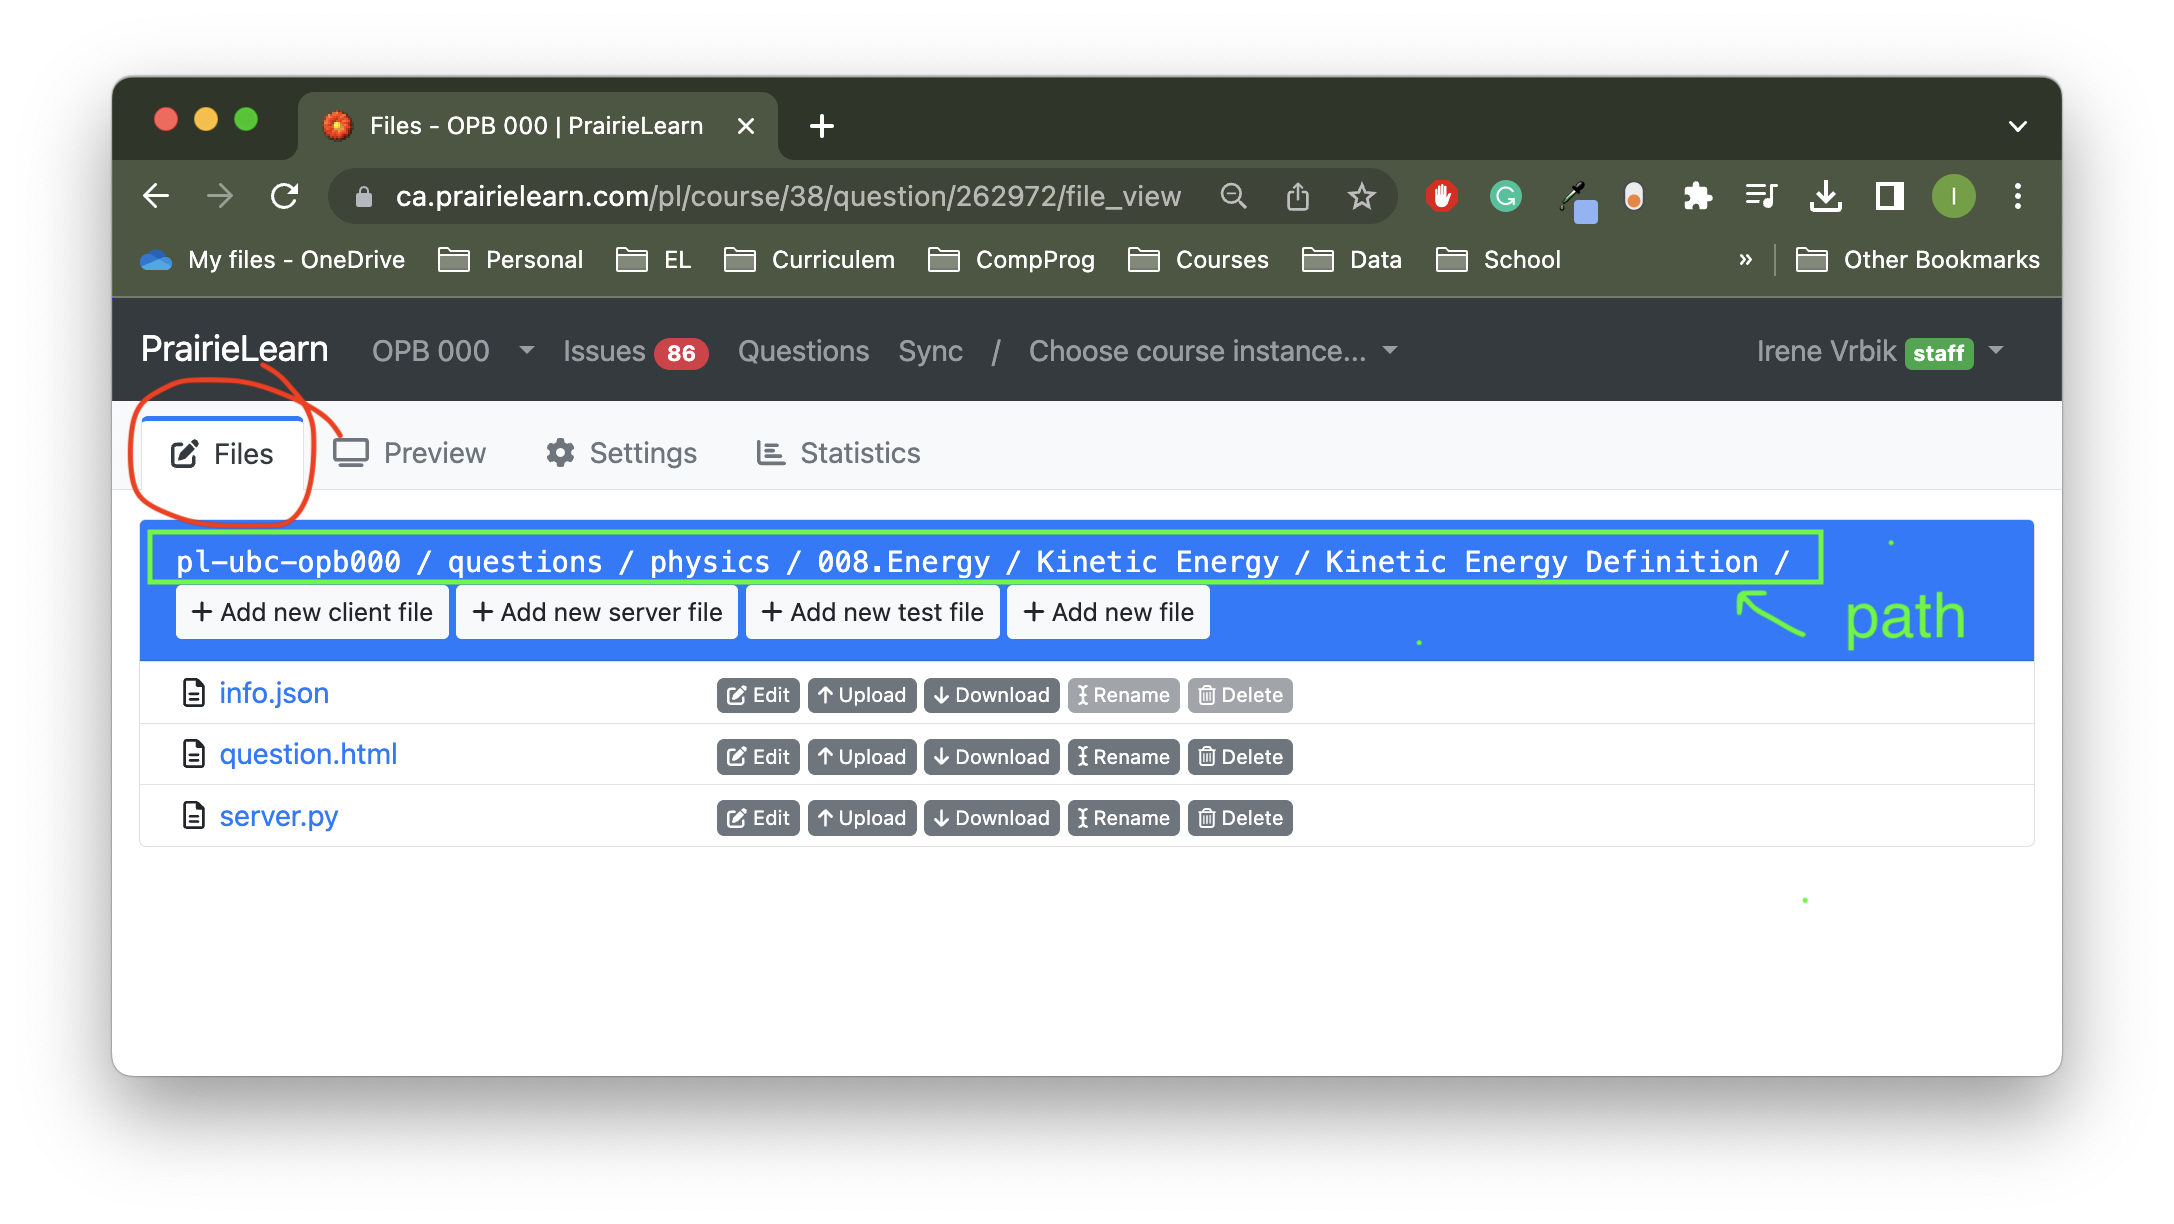 Files - OPB 000 | PrairieLearn
ca.prairielearn.com/pl/course/38/question/262972/file_view
I
My files - OneDrive Personal EL Curriculem CompProg Courses Data School » Other Bookmarks
PrairieLearn OPB 000 Issues 86 Questions Sync / Choose course instance... Irene Vrbik staff
Files Preview Settings Statistics
pl-ubc-opb000 / questions / physics / 008.Energy / Kinetic Energy / Kinetic Energy Definition /
+ Add new client file + Add new server file + Add new test file + Add new file
path
info.json Edit Upload Download Rename Delete
question.html Edit Upload Download Rename Delete
server.py Edit Upload Download Rename Delete